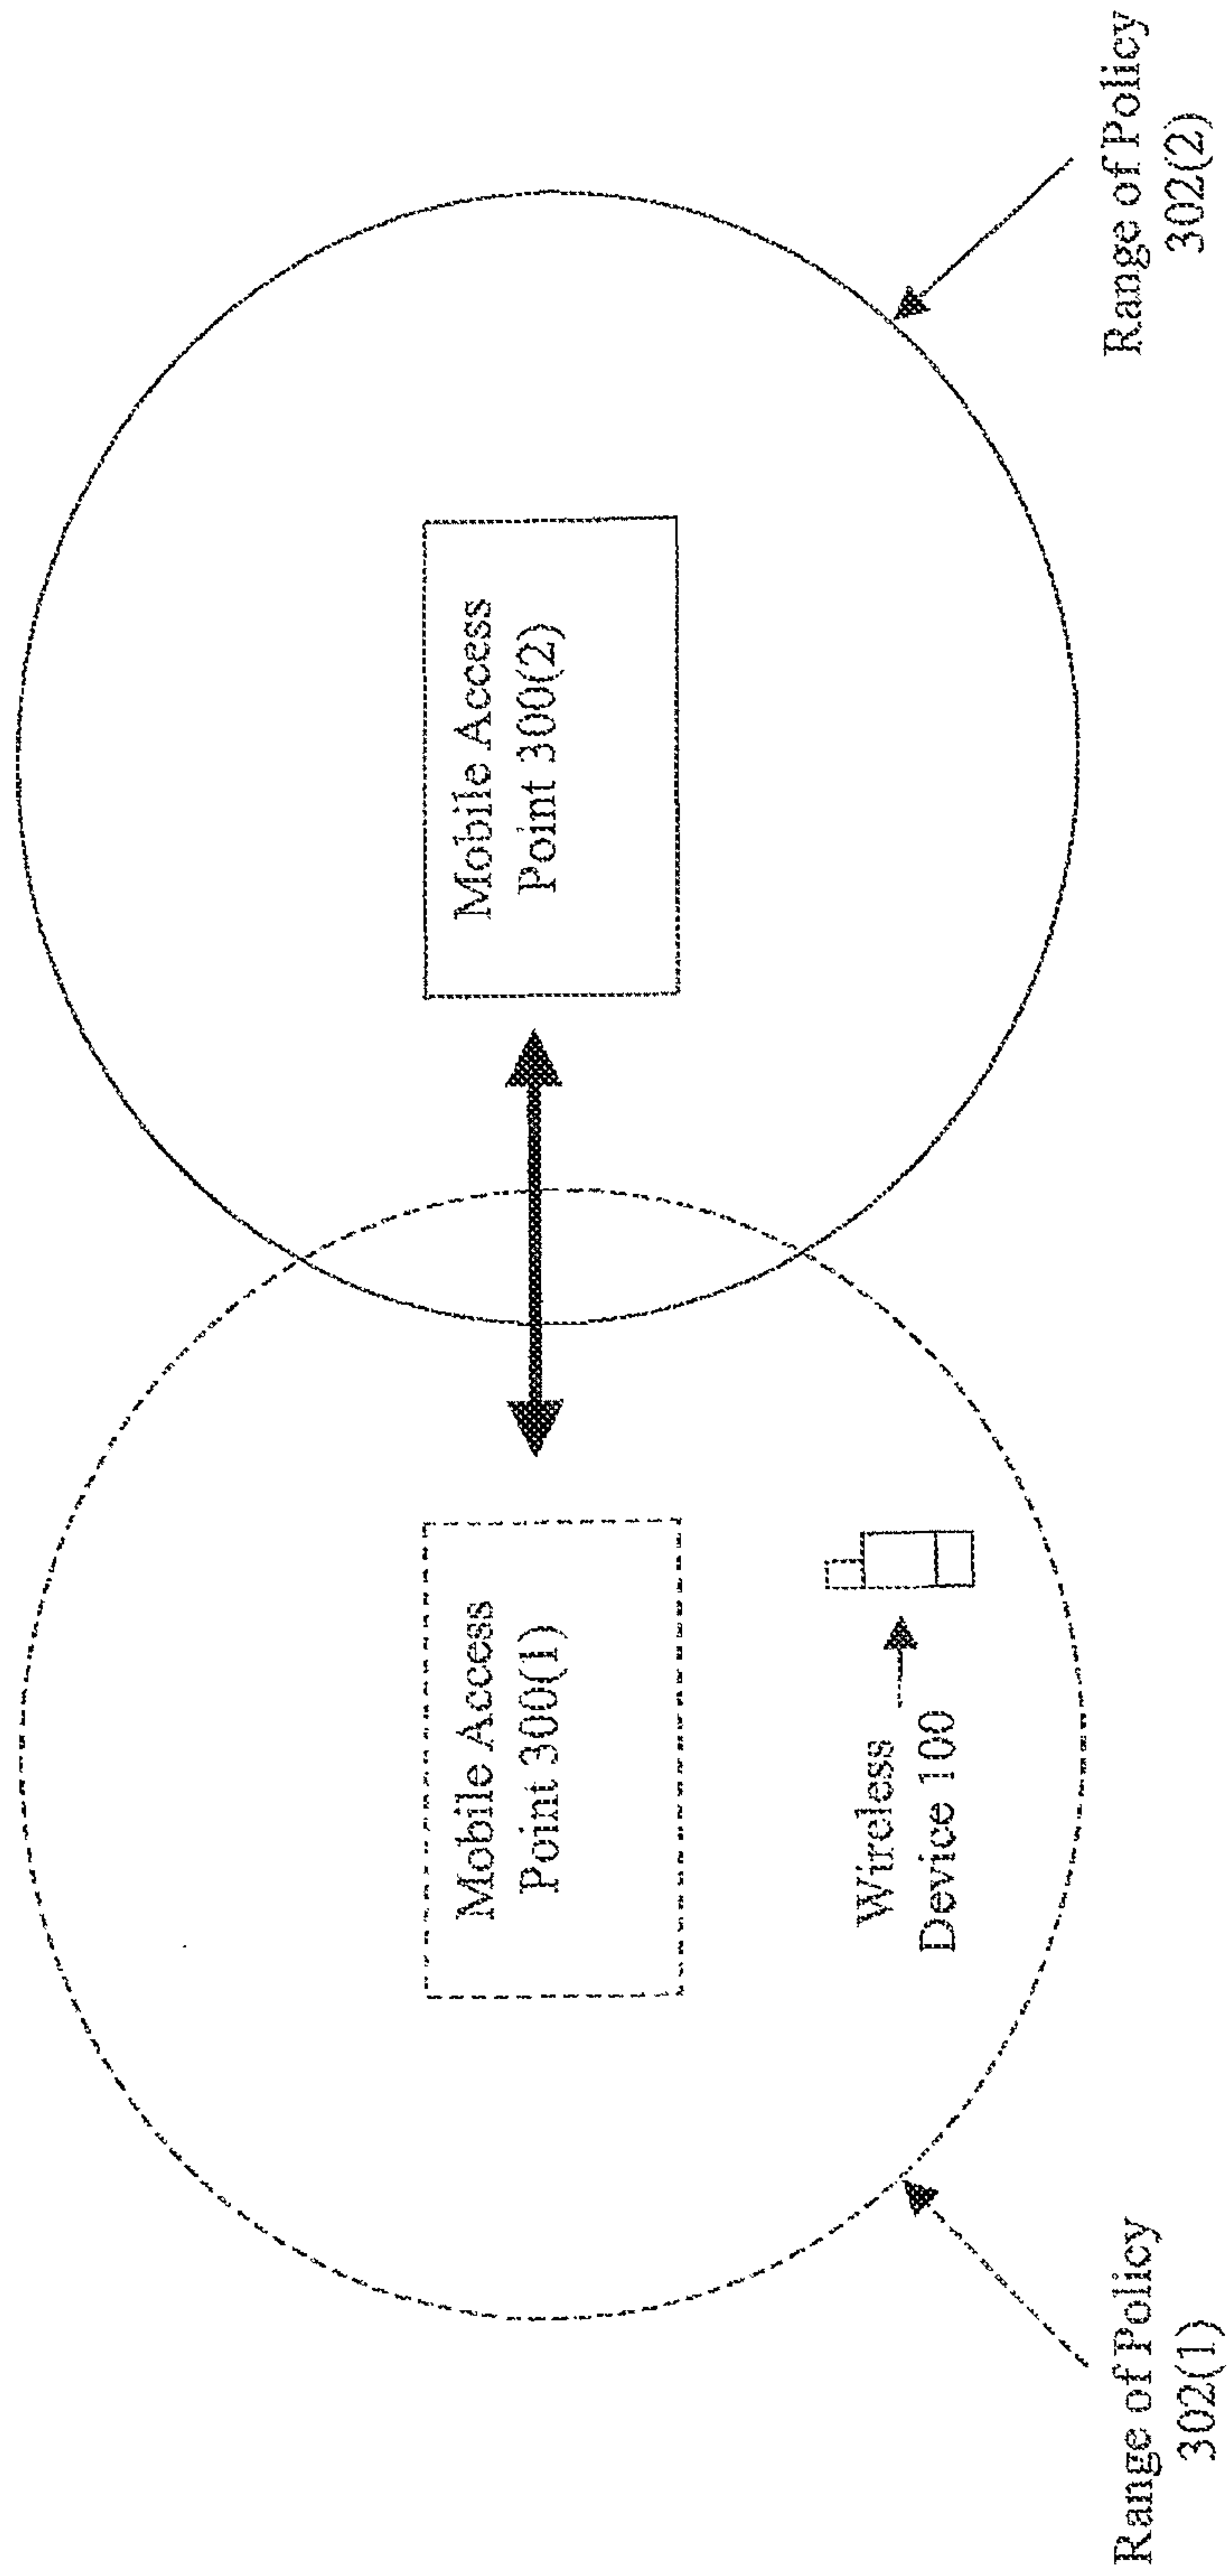 Mobile Access
Point 300(1)
Mobile Access
Point 300(2)
Wireless
Device 100
Range of Policy
302(1)
Range of Policy
302(2)